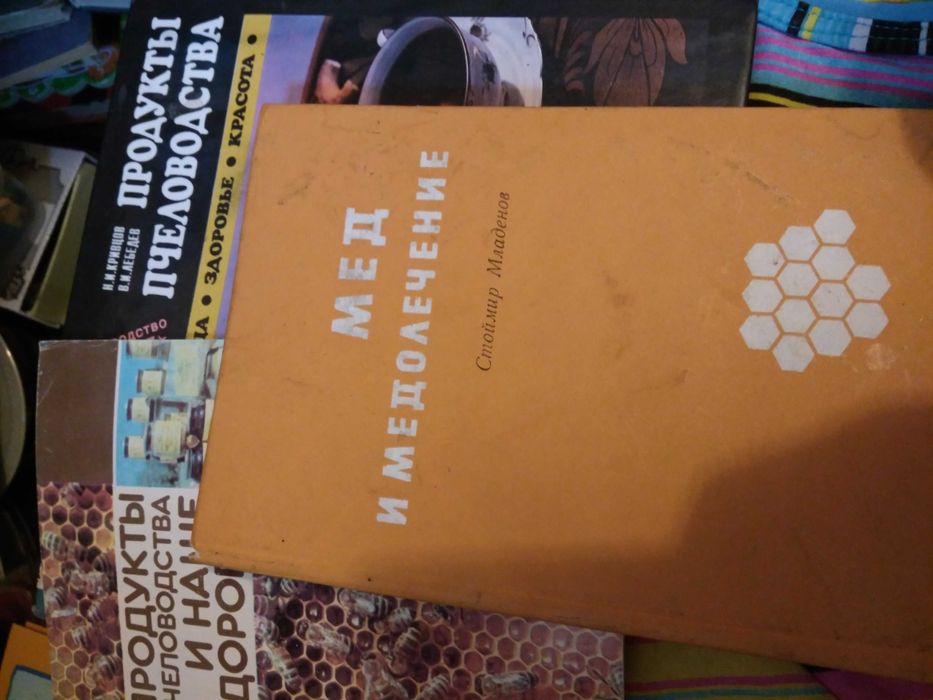 Н.И.КРИВЦОВ
В.И.ЛЕБЕДЕВ
ПРОДУКТЫ
ПЧЕЛОВОДСТВА
• ЗДОРОВЬЕ • КРАСОТА •
МЕД
И МЕДОЛЕЧЕНИЕ
Стоймир Младенов
ПРОДУКТЫ
ПЧЕЛОВОДСТВА
И НАШЕ